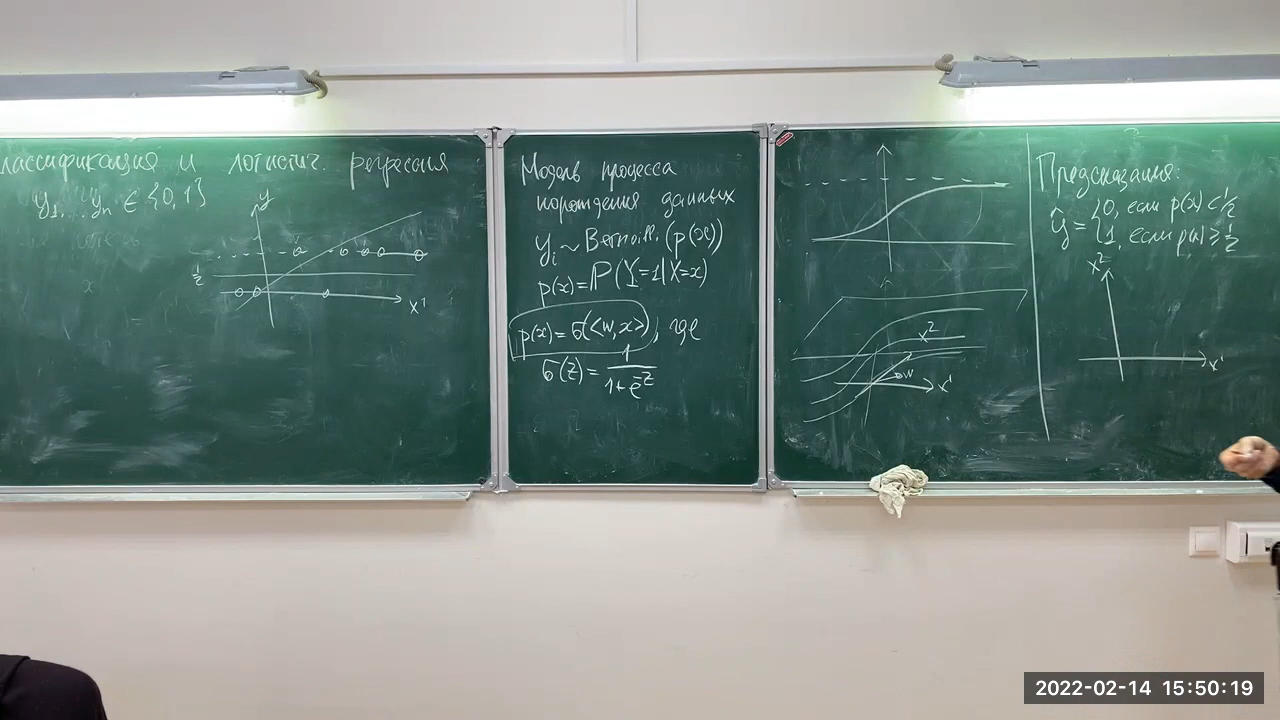 лассификация и логистич. регрессия
y₁, ... yₙ ∈ {0,1}
y
1/2
x¹
Модель процесса
порождения данных
yᵢ ~ Bernoulli (p(x))
p(x)=P(Y=1|X=x)
p(x)=σ(<w,x>), где
σ(z)=1/(1+e^{-z})
x²
w
x¹
Предсказания:
ŷ = {0, если p(x) < 1/2
{1, если p(x) ≥ 1/2
x²
x¹
2022-02-14 15:50:19